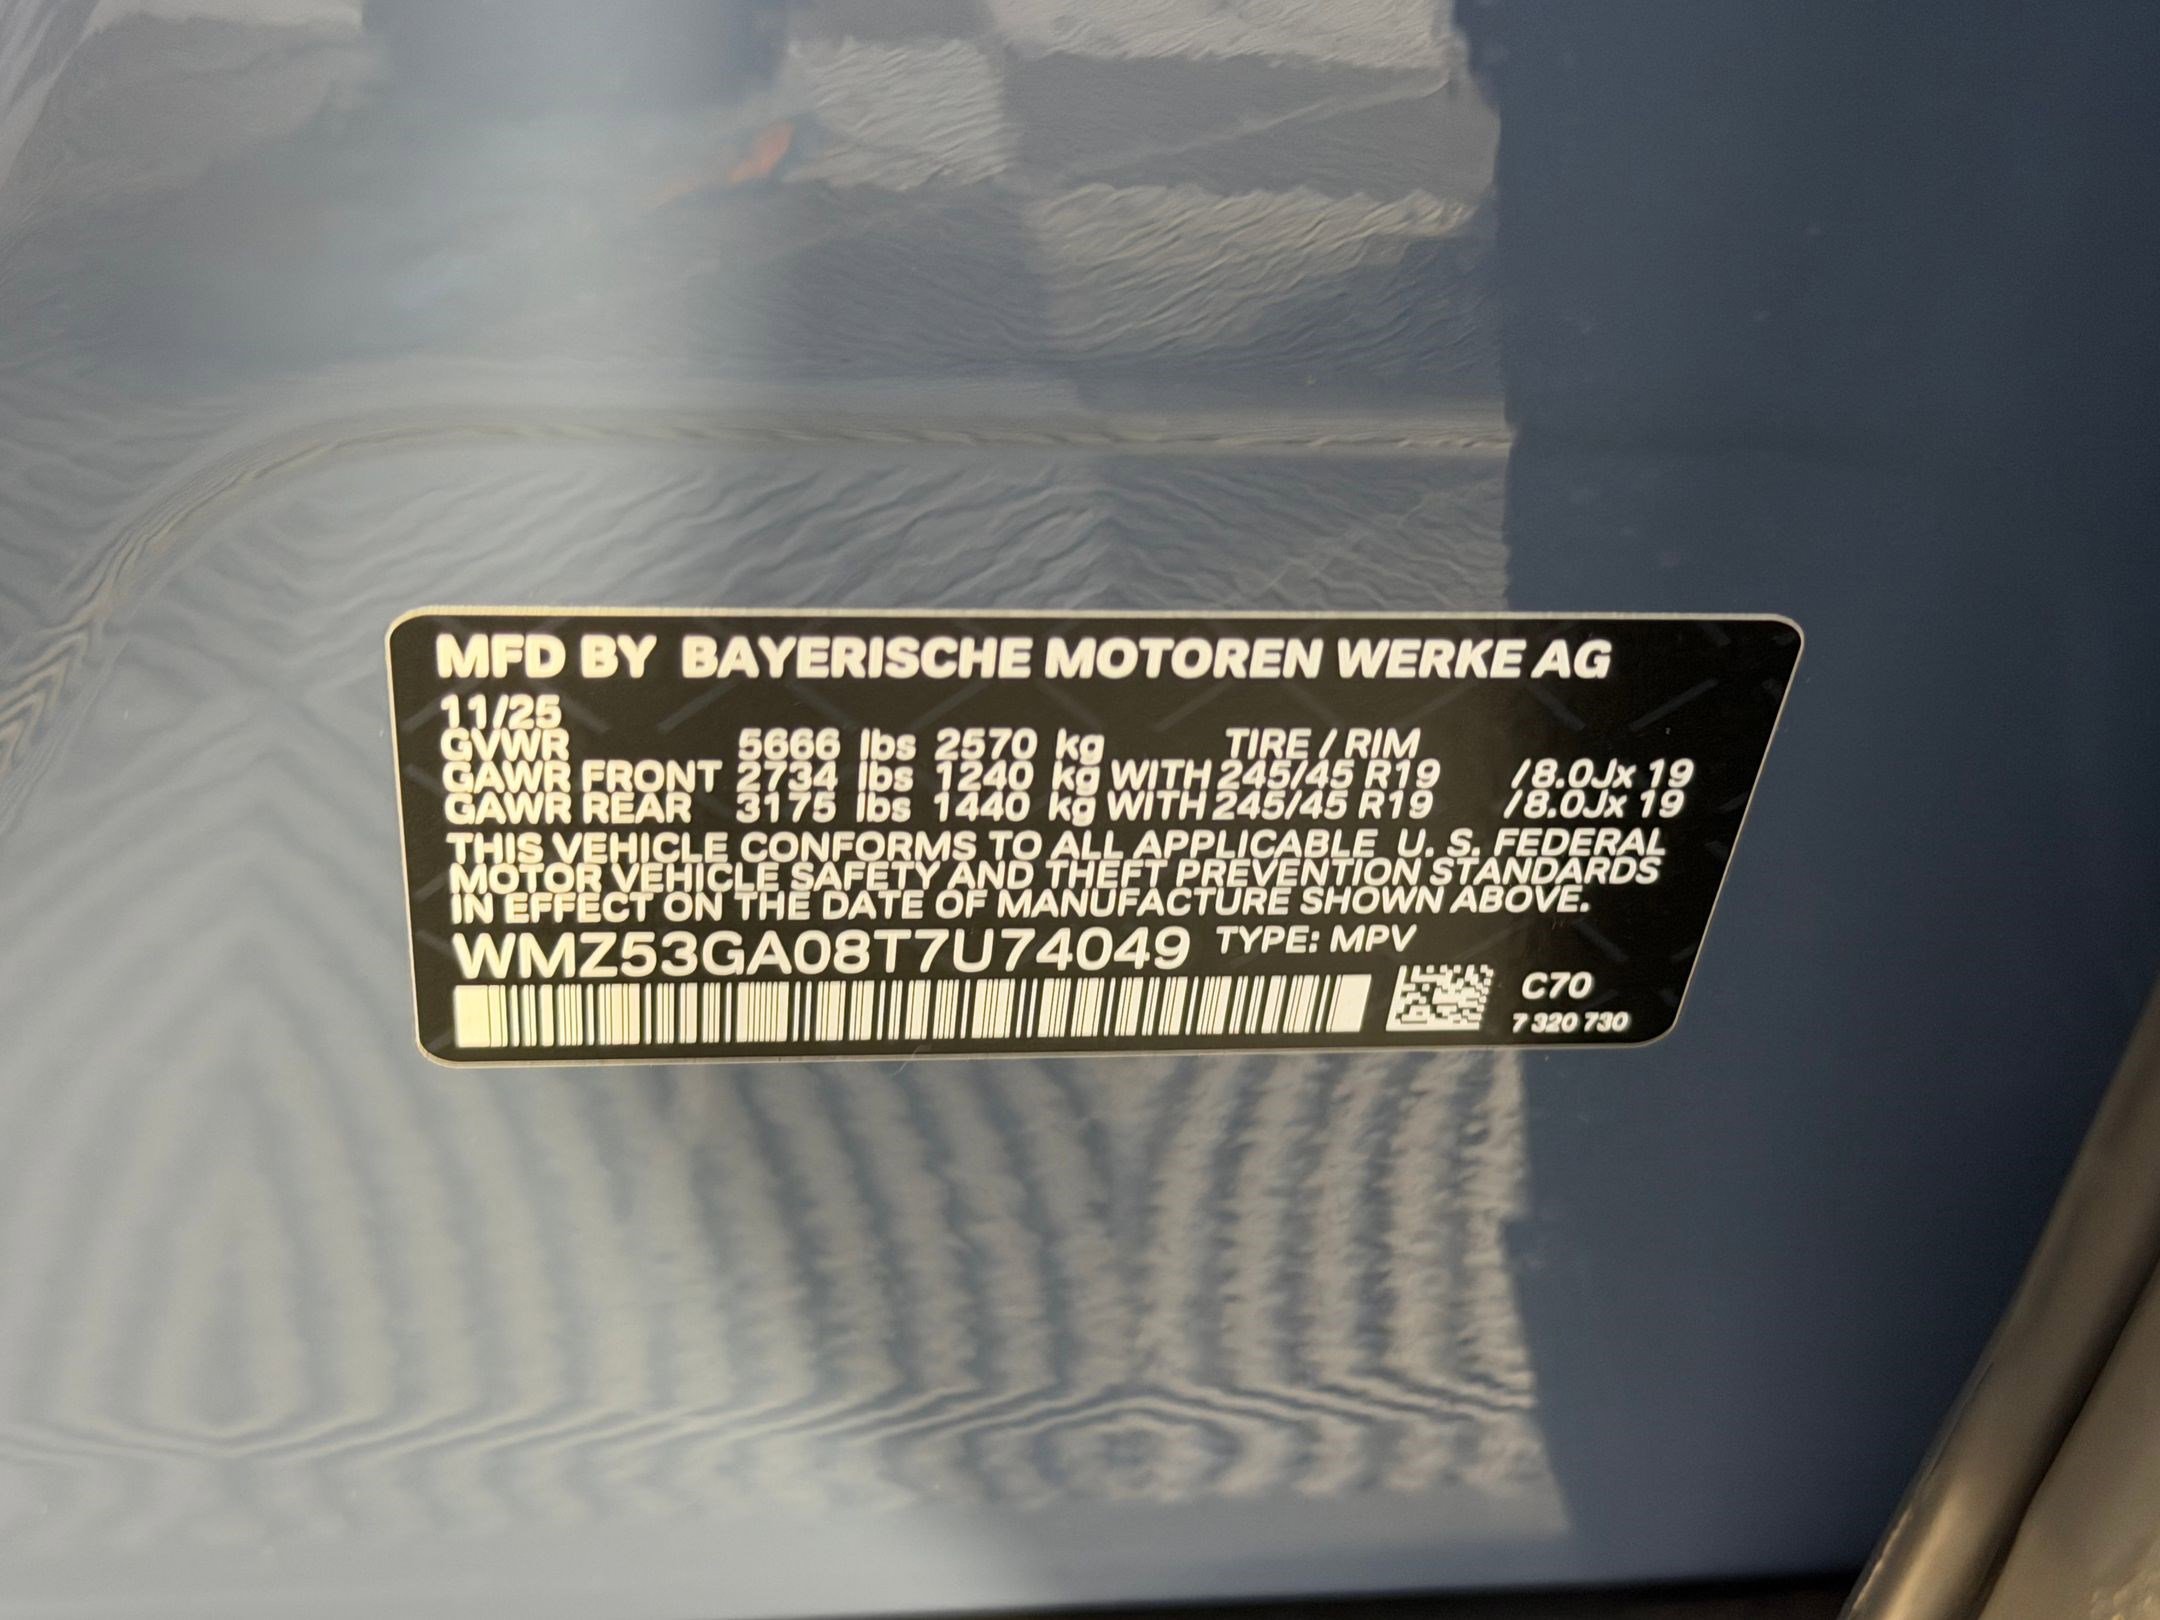 MFD BY BAYERISCHE MOTOREN WERKE AG
11/25
GVWR 5666 lbs 2570 kg TIRE / RIM
GAWR FRONT 2734 lbs 1240 kg WITH 245/45 R19 /8.0Jx 19
GAWR REAR 3175 lbs 1440 kg WITH 245/45 R19 /8.0Jx 19
THIS VEHICLE CONFORMS TO ALL APPLICABLE U. S. FEDERAL
MOTOR VEHICLE SAFETY AND THEFT PREVENTION STANDARDS
IN EFFECT ON THE DATE OF MANUFACTURE SHOWN ABOVE.
WMZ53GA08T7U74049 TYPE: MPV
C70
7 320 730